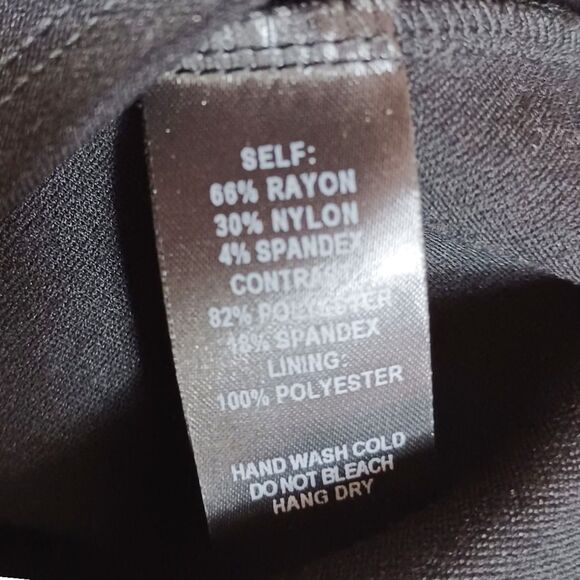 SELF:
66% RAYON
30% NYLON
4% SPANDEX
CONTRAST:
82% POLYESTER
18% SPANDEX
LINING:
100% POLYESTER
HAND WASH COLD
DO NOT BLEACH
HANG DRY